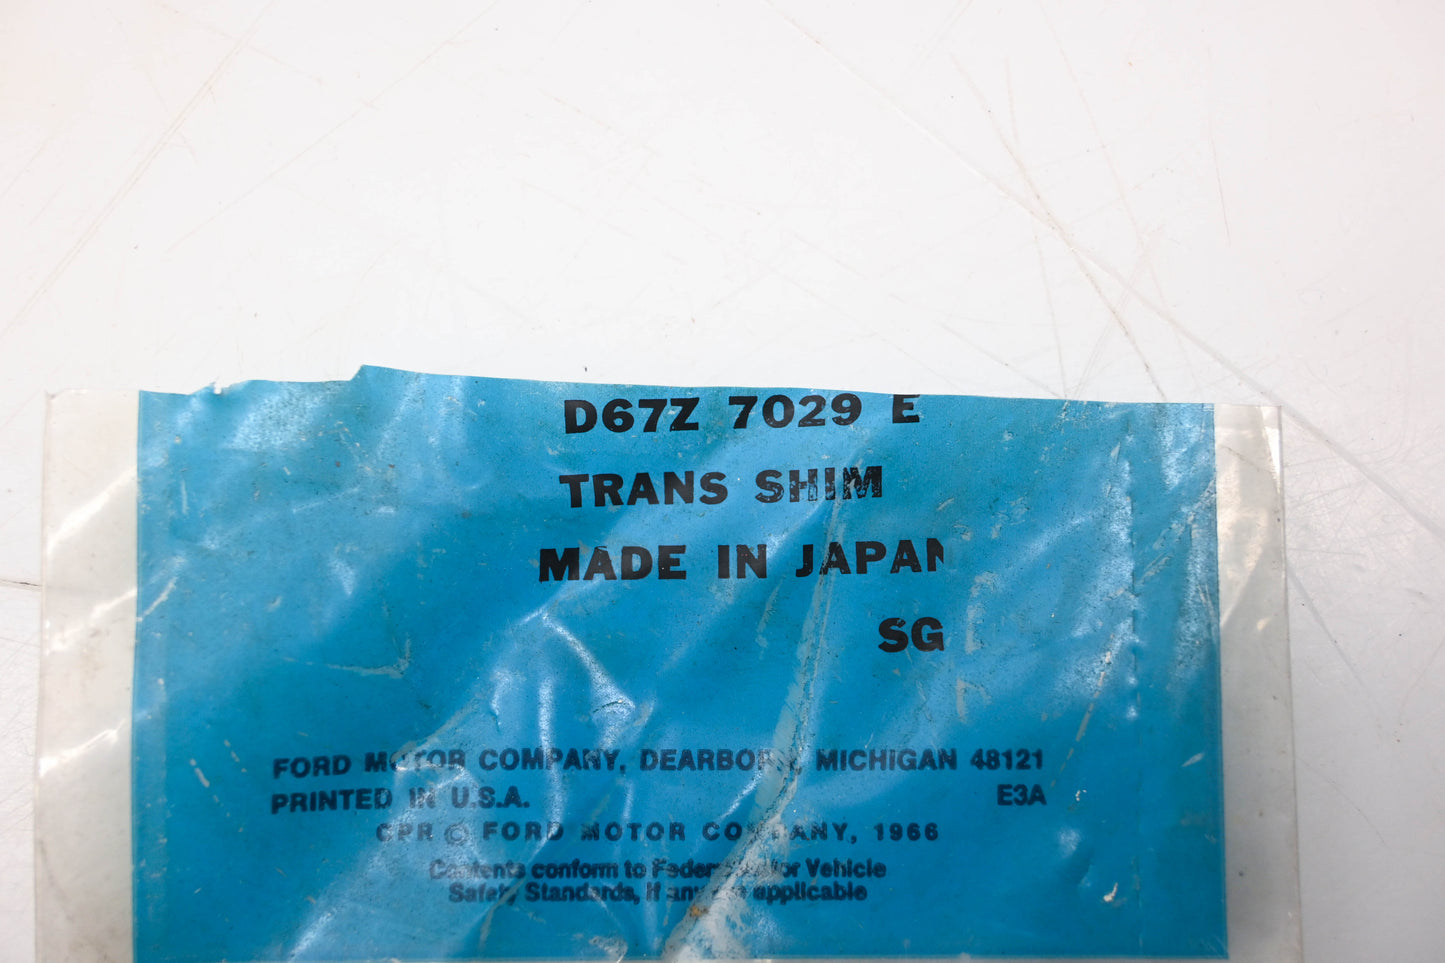 D67Z 7029 E
TRANS SHIM
MADE IN JAPAN
SG
FORD MOTOR COMPANY, DEARBORN, MICHIGAN 48121
PRINTED IN U.S.A. E3A
CPR © FORD MOTOR COMPANY, 1966
Contents conform to Federal Motor Vehicle
Safety Standards, if any are applicable